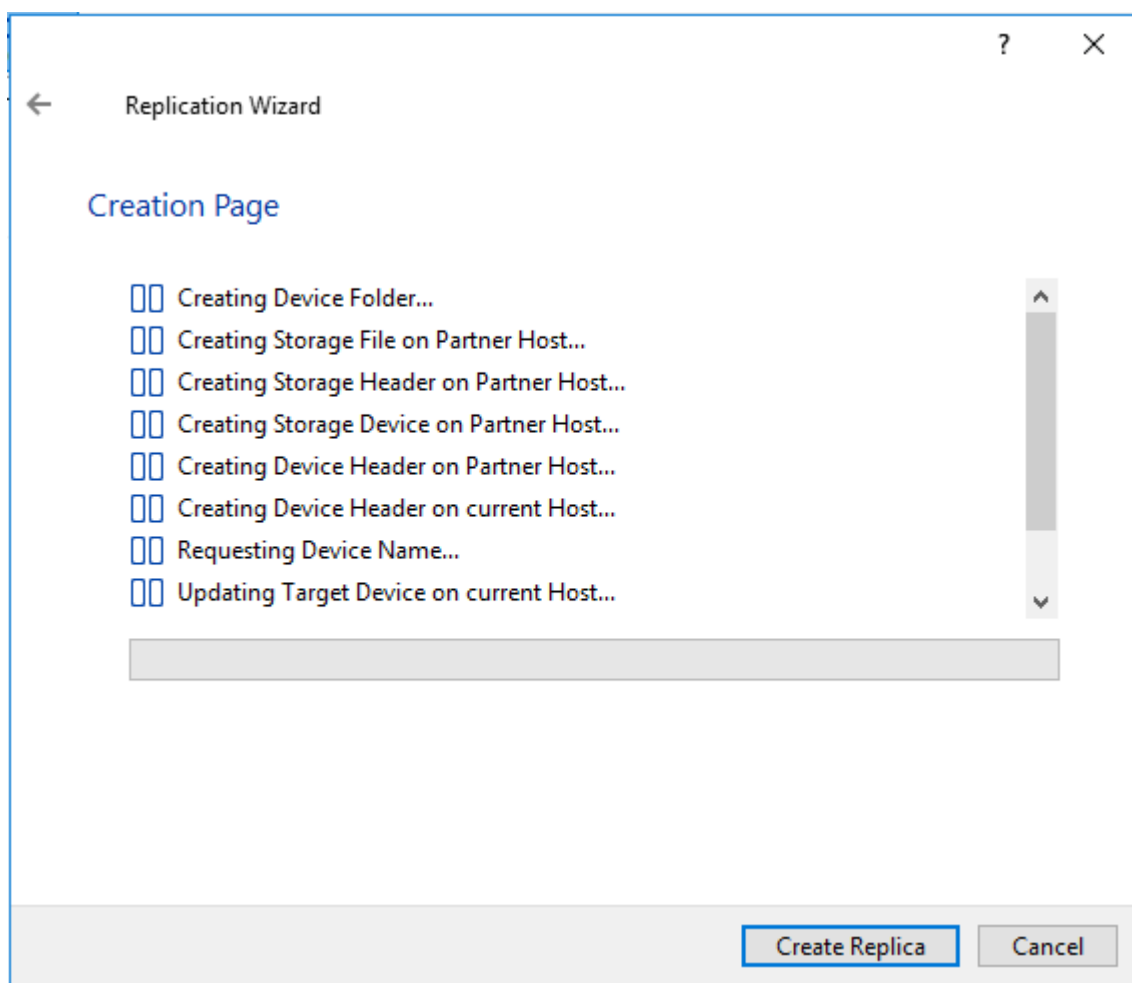 ?
Replication Wizard
Creation Page
Creating Device Folder...
Creating Storage File on Partner Host...
Creating Storage Header on Partner Host...
Creating Storage Device on Partner Host...
Creating Device Header on Partner Host...
Creating Device Header on current Host...
Requesting Device Name...
Updating Target Device on current Host...
Create Replica
Cancel